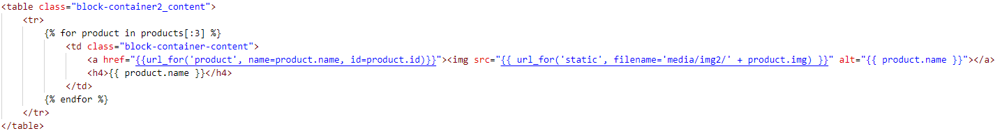 <table class="block-container2_content">
    <tr>
        {% for product in products[:3] %}
            <td class="block-container-content">
                <a href="{{url_for('product', name=product.name, id=product.id)}}"><img src="{{ url_for('static', filename='media/img2/' + product.img) }}" alt="{{ product.name }}"></a>
                <h4>{{ product.name }}</h4>
            </td>
        {% endfor %}
    </tr>
</table>